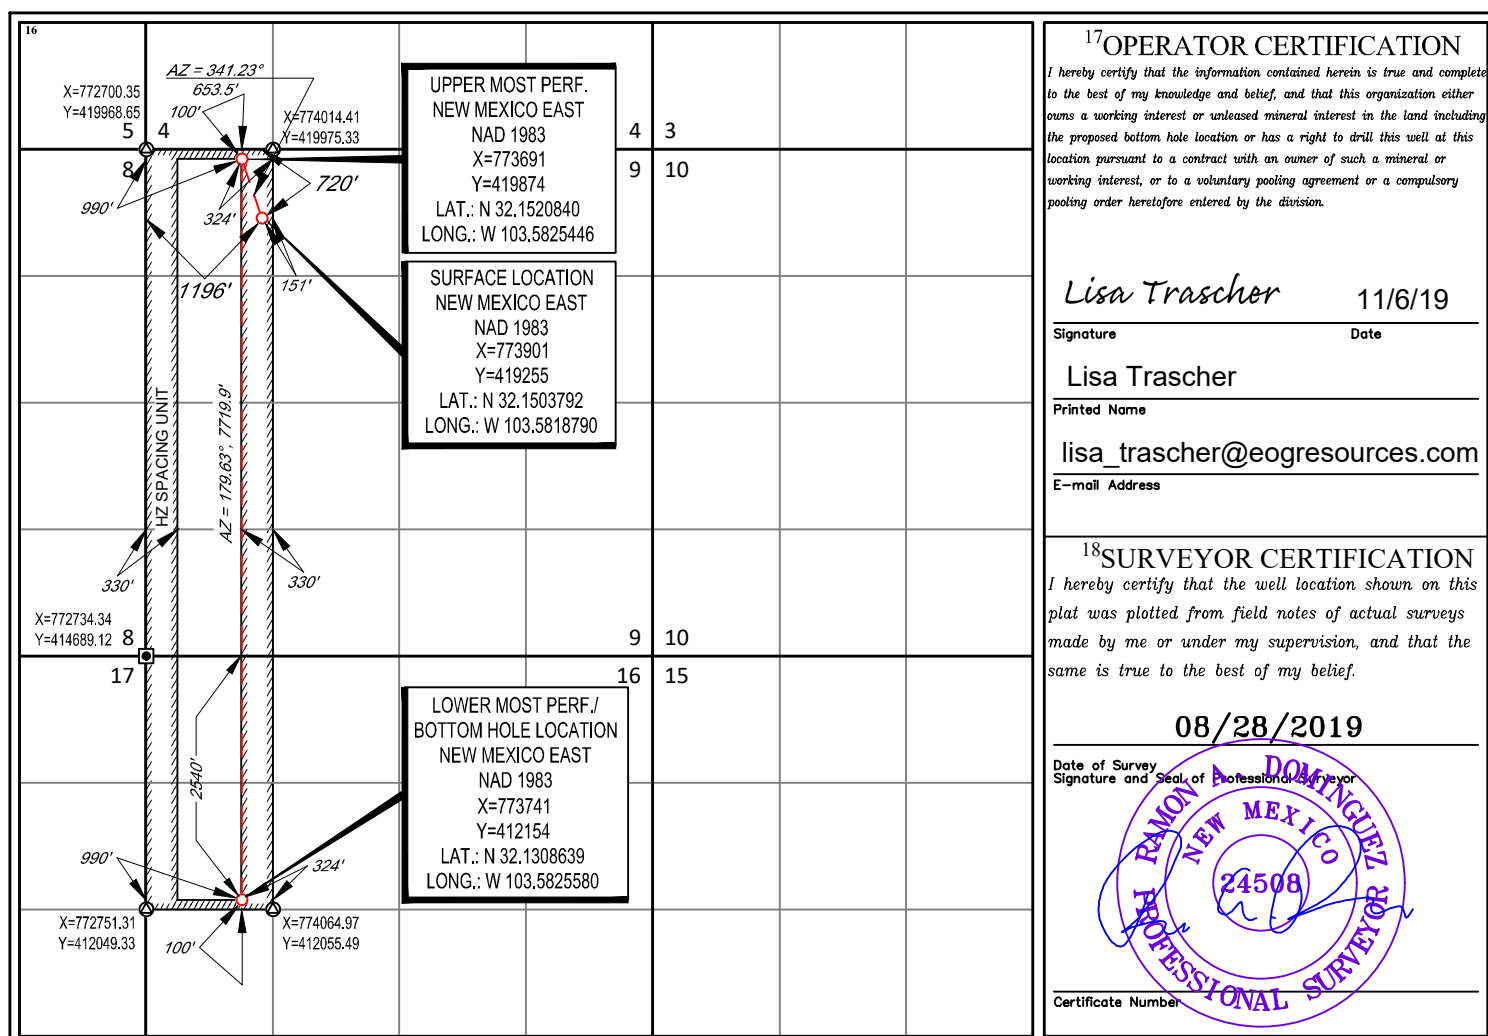 16
AZ = 341.23°
653.5'
100'
X=772700.35
Y=419968.65
X=774014.41
Y=419975.33
5 4
4 3
8
9 10
990'
324'
720'
1196'
151'
UPPER MOST PERF.
NEW MEXICO EAST
NAD 1983
X=773691
Y=419874
LAT.: N 32.1520840
LONG.: W 103.5825446
SURFACE LOCATION
NEW MEXICO EAST
NAD 1983
X=773901
Y=419255
LAT.: N 32.1503792
LONG.: W 103.5818790
HZ SPACING UNIT
AZ = 179.63°, 7719.9'
330'
330'
X=772734.34
Y=414689.12
8
9 10
17
16 15
2540'
LOWER MOST PERF./
BOTTOM HOLE LOCATION
NEW MEXICO EAST
NAD 1983
X=773741
Y=412154
LAT.: N 32.1308639
LONG.: W 103.5825580
990'
324'
X=772751.31
Y=412049.33
X=774064.97
Y=412055.49
100'
17OPERATOR CERTIFICATION
I hereby certify that the information contained herein is true and complete
to the best of my knowledge and belief, and that this organization either
owns a working interest or unleased mineral interest in the land including
the proposed bottom hole location or has a right to drill this well at this
location pursuant to a contract with an owner of such a mineral or
working interest, or to a voluntary pooling agreement or a compulsory
pooling order heretofore entered by the division.
Lisa Trascher 11/6/19
Signature Date
Lisa Trascher
Printed Name
lisa_trascher@eogresources.com
E-mail Address
18SURVEYOR CERTIFICATION
I hereby certify that the well location shown on this
plat was plotted from field notes of actual surveys
made by me or under my supervision, and that the
same is true to the best of my belief.
08/28/2019
Date of Survey
Signature and Seal of Professional Surveyor
RAMON A. DOMINGUEZ
NEW MEXICO
24508
PROFESSIONAL SURVEYOR
Certificate Number